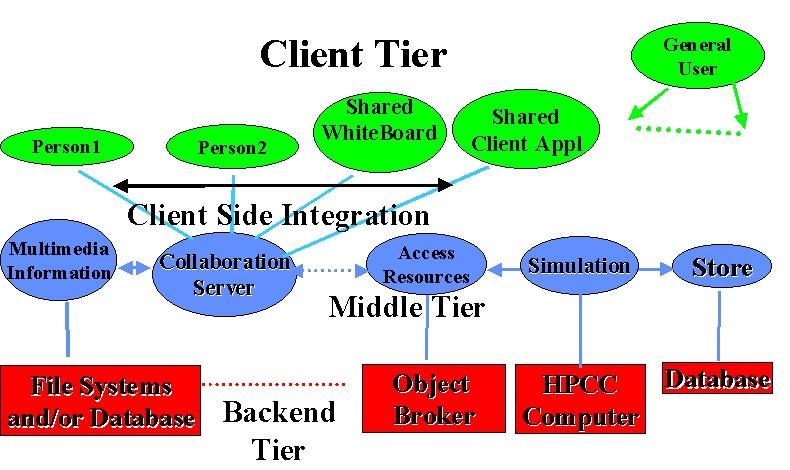 Client Tier
General
User
Shared
WhiteBoard
Shared
Client Appl
Person1
Person2
Client Side Integration
Multimedia
Information
Collaboration
Server
Access
Resources
Simulation
Store
Middle Tier
File Systems
and/or Database
Backend
Tier
Object
Broker
HPCC
Computer
Database